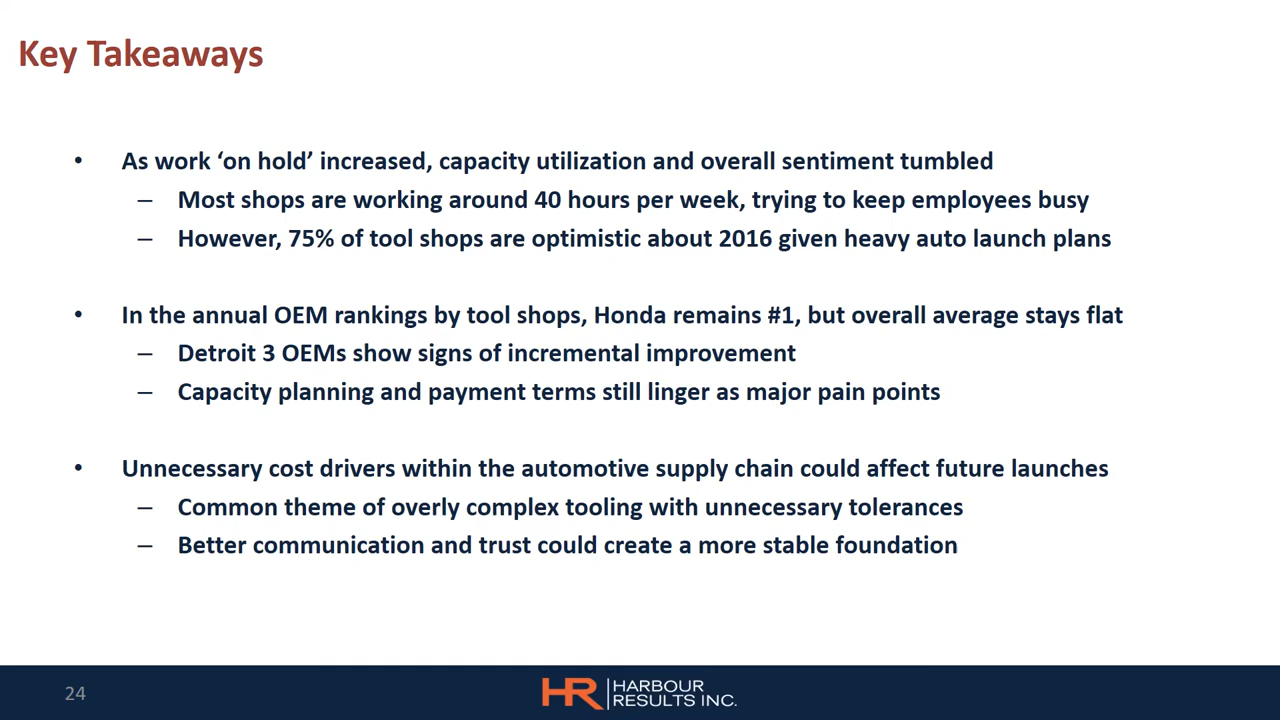 Key Takeaways
• As work ‘on hold’ increased, capacity utilization and overall sentiment tumbled
– Most shops are working around 40 hours per week, trying to keep employees busy
– However, 75% of tool shops are optimistic about 2016 given heavy auto launch plans
• In the annual OEM rankings by tool shops, Honda remains #1, but overall average stays flat
– Detroit 3 OEMs show signs of incremental improvement
– Capacity planning and payment terms still linger as major pain points
• Unnecessary cost drivers within the automotive supply chain could affect future launches
– Common theme of overly complex tooling with unnecessary tolerances
– Better communication and trust could create a more stable foundation
24
HR HARBOUR
RESULTS INC.